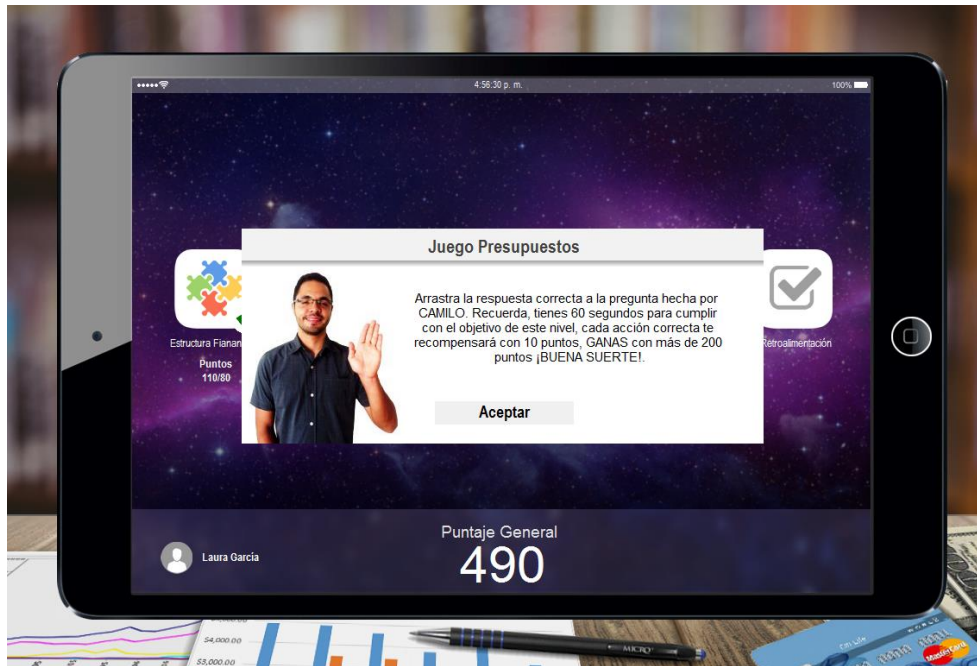 4:56:30 p. m.
100%
Juego Presupuestos
Arrastra la respuesta correcta a la pregunta hecha por
CAMILO. Recuerda, tienes 60 segundos para cumplir
con el objetivo de este nivel, cada acción correcta te
recompensará con 10 puntos, GANAS con más de 200
puntos ¡BUENA SUERTE!.
Aceptar
Estructura Fianan
Puntos
110/80
Retroalimentación
Laura García
Puntaje General
490
$4,000.00
$3,000.00
MICRO
MasterCard